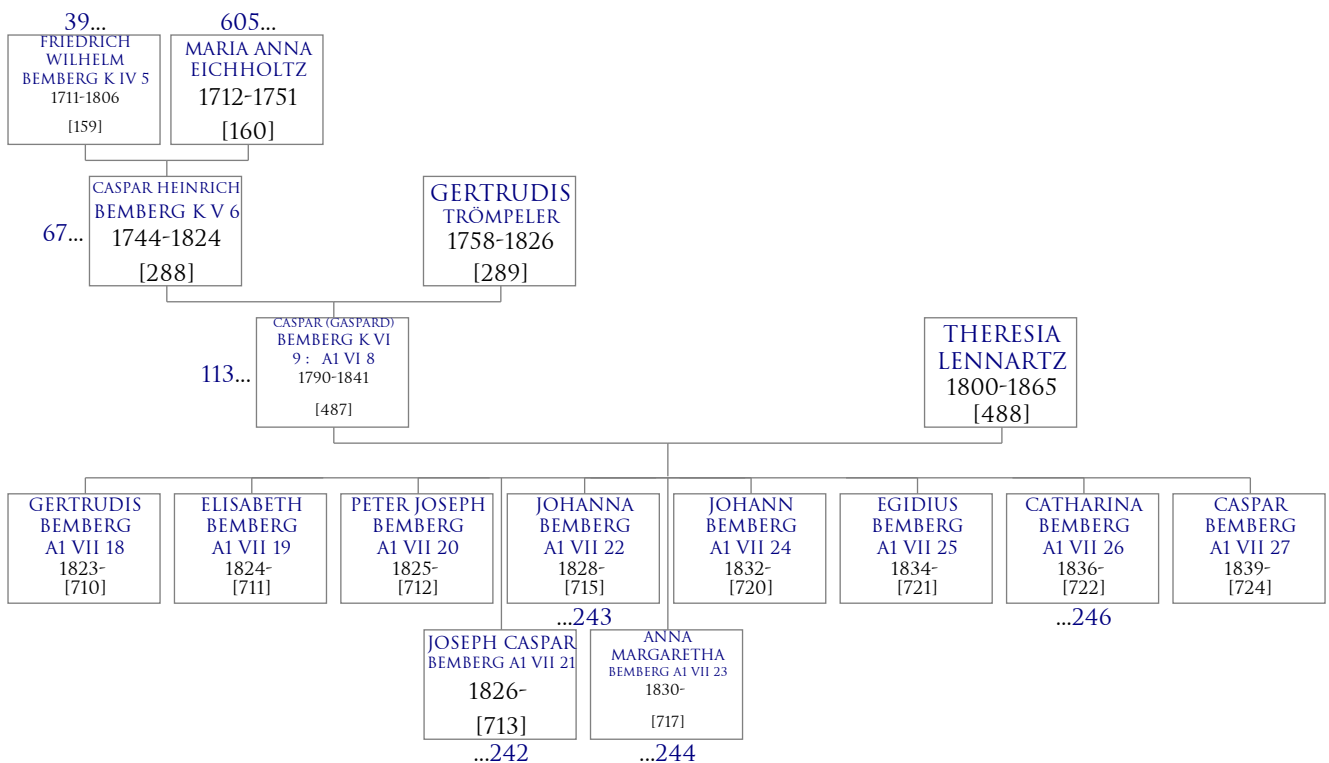 39...
FRIEDRICH
WILHELM
BEMBERG K IV 5
1711-1806
[159]
605...
MARIA ANNA
EICHHOLTZ
1712-1751
[160]
67...
CASPAR HEINRICH
BEMBERG K V 6
1744-1824
[288]
GERTRUDIS
TRÖMPELER
1758-1826
[289]
113...
CASPAR (GASPARD)
BEMBERG K VI
9 : A1 VI 8
1790-1841
[487]
THERESIA
LENNARTZ
1800-1865
[488]
GERTRUDIS
BEMBERG
A1 VII 18
1823-
[710]
ELISABETH
BEMBERG
A1 VII 19
1824-
[711]
PETER JOSEPH
BEMBERG
A1 VII 20
1825-
[712]
JOHANNA
BEMBERG
A1 VII 22
1828-
[715]
...243
JOHANN
BEMBERG
A1 VII 24
1832-
[720]
EGIDIUS
BEMBERG
A1 VII 25
1834-
[721]
CATHARINA
BEMBERG
A1 VII 26
1836-
[722]
...246
CASPAR
BEMBERG
A1 VII 27
1839-
[724]
JOSEPH CASPAR
BEMBERG A1 VII 21
1826-
[713]
...242
ANNA
MARGARETHA
BEMBERG A1 VII 23
1830-
[717]
...244